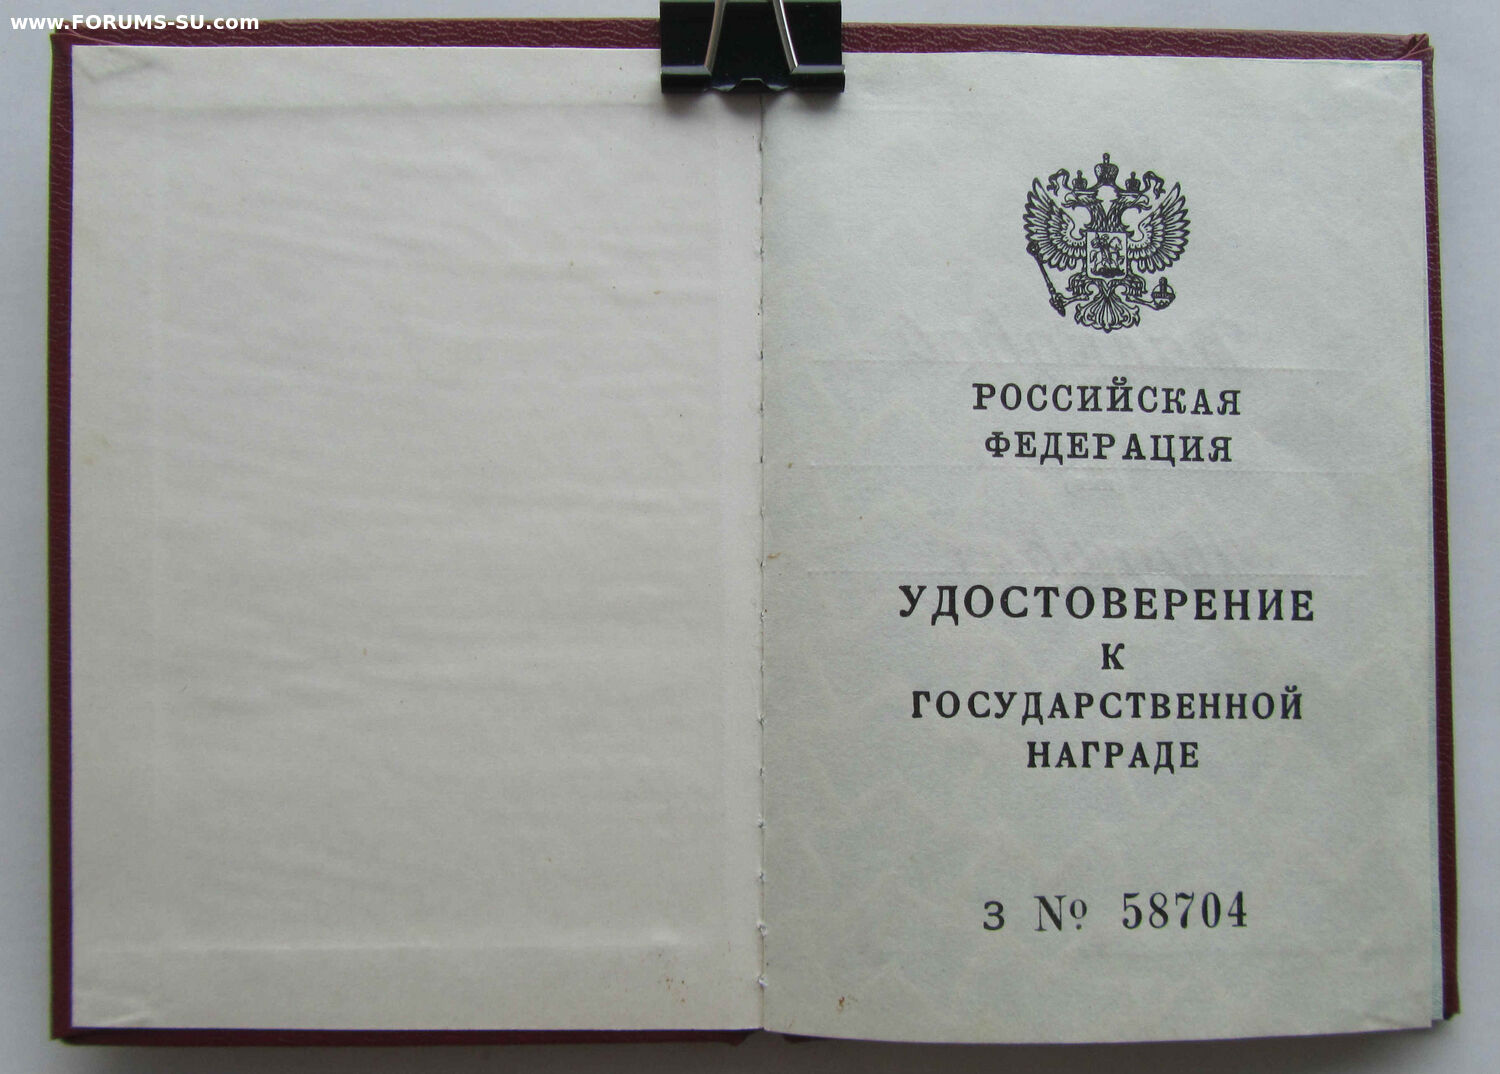 www.FORUMS-SU.com
РОССИЙСКАЯ
ФЕДЕРАЦИЯ
УДОСТОВЕРЕНИЕ
К
ГОСУДАРСТВЕННОЙ
НАГРАДЕ
З № 58704